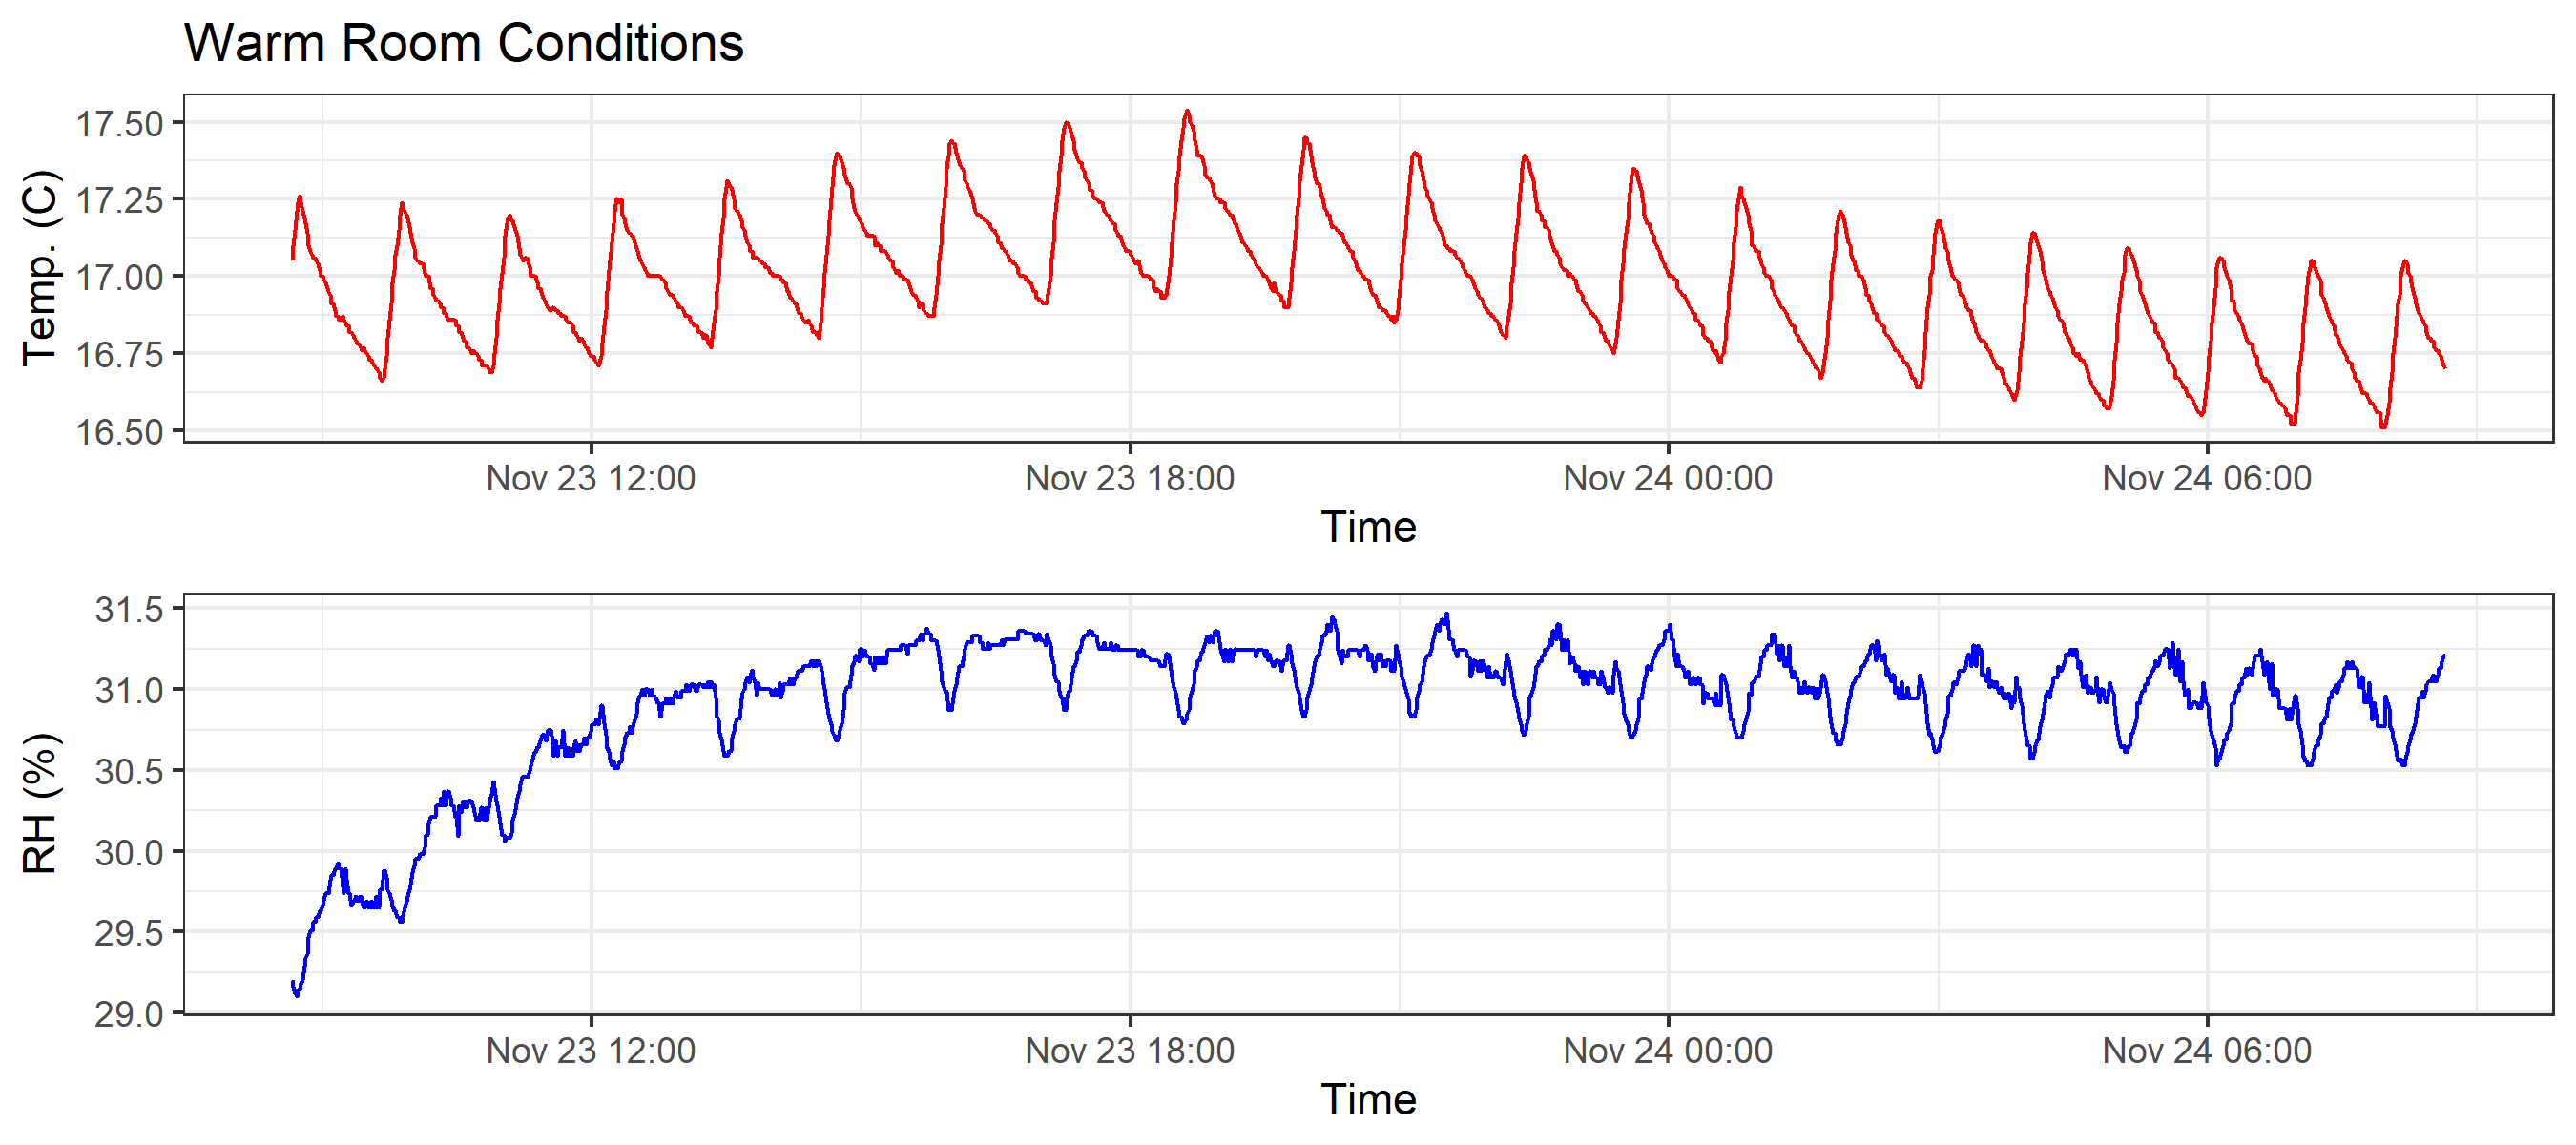 Warm Room Conditions
Temp. (C)
17.50
17.25
17.00
16.75
16.50
Nov 23 12:00 Nov 23 18:00 Nov 24 00:00 Nov 24 06:00
Time
RH (%)
31.5
31.0
30.5
30.0
29.5
29.0
Nov 23 12:00 Nov 23 18:00 Nov 24 00:00 Nov 24 06:00
Time